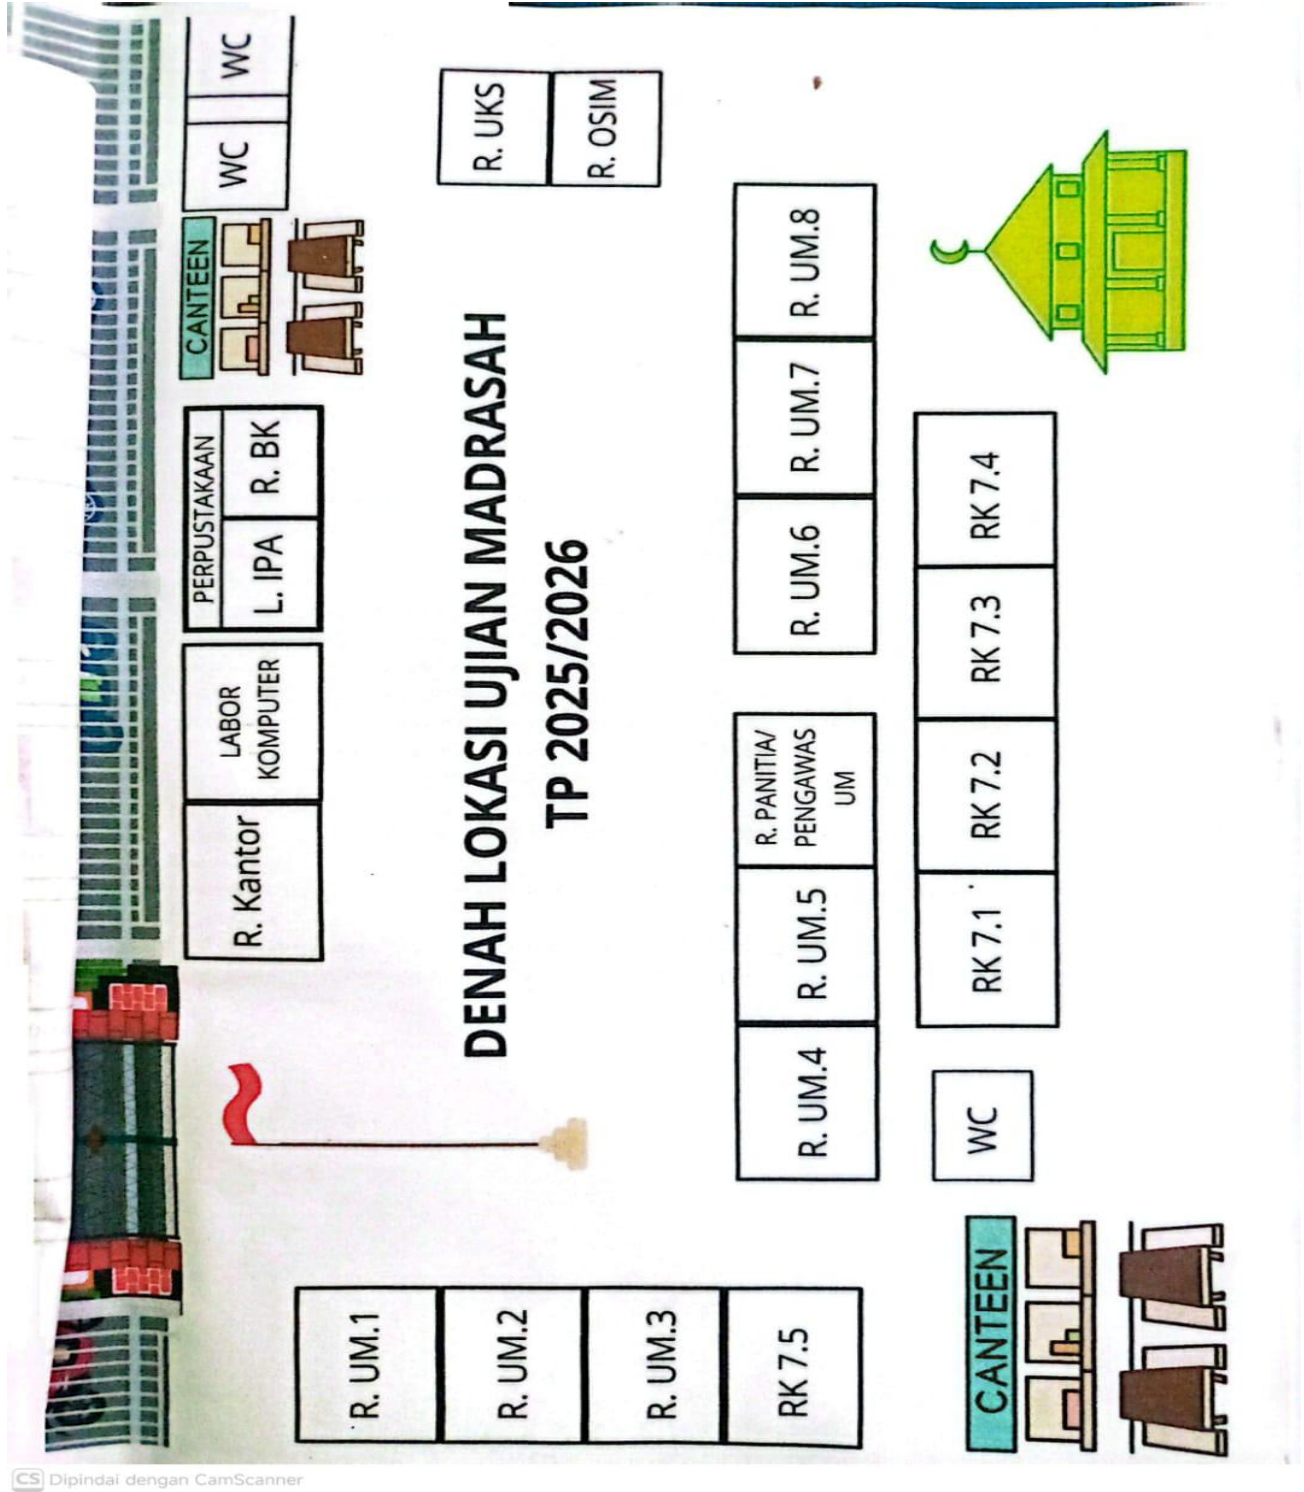 DENAH LOKASI UJIAN MADRASAH
TP 2025/2026
R. Kantor
LABOR
KOMPUTER
PERPUSTAKAAN
L. IPA
R. BK
CANTEEN
WC
WC
R. UKS
R. OSIM
R. UM.1
R. UM.2
R. UM.3
RK 7.5
R. UM.4
R. UM.5
R. PANITIA/
PENGAWAS
UM
R. UM.6
R. UM.7
R. UM.8
WC
RK 7.1
RK 7.2
RK 7.3
RK 7.4
CANTEEN
CS Dipindai dengan CamScanner